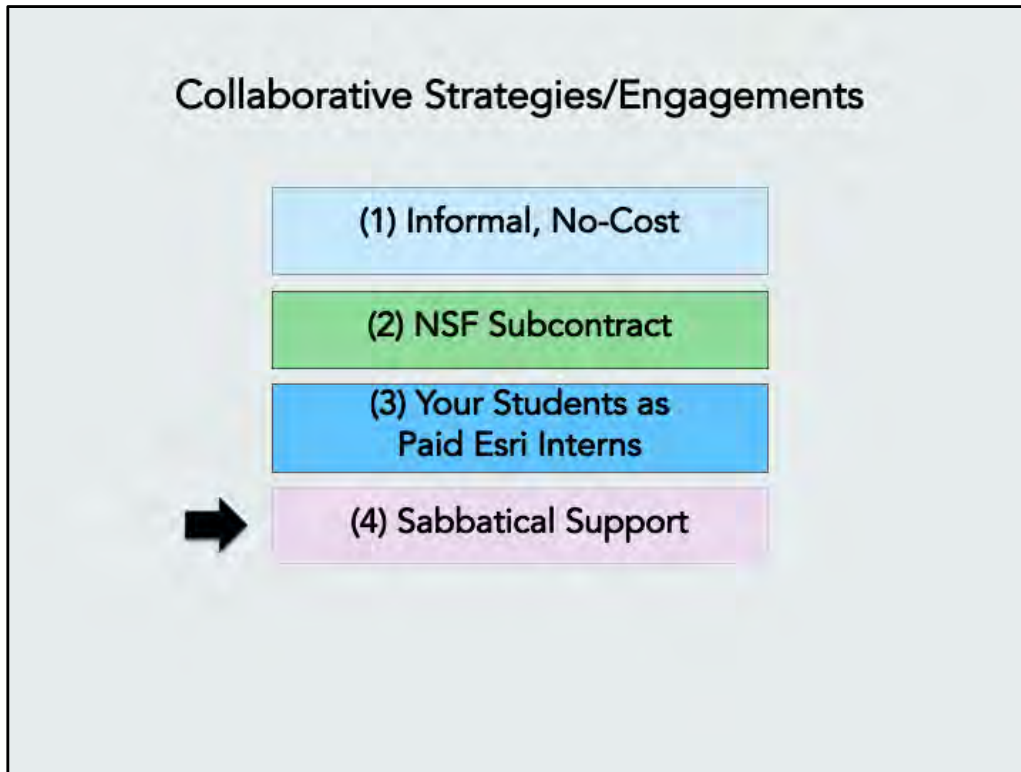 Collaborative Strategies/Engagements
(1) Informal, No-Cost
(2) NSF Subcontract
(3) Your Students as
Paid Esri Interns
(4) Sabbatical Support